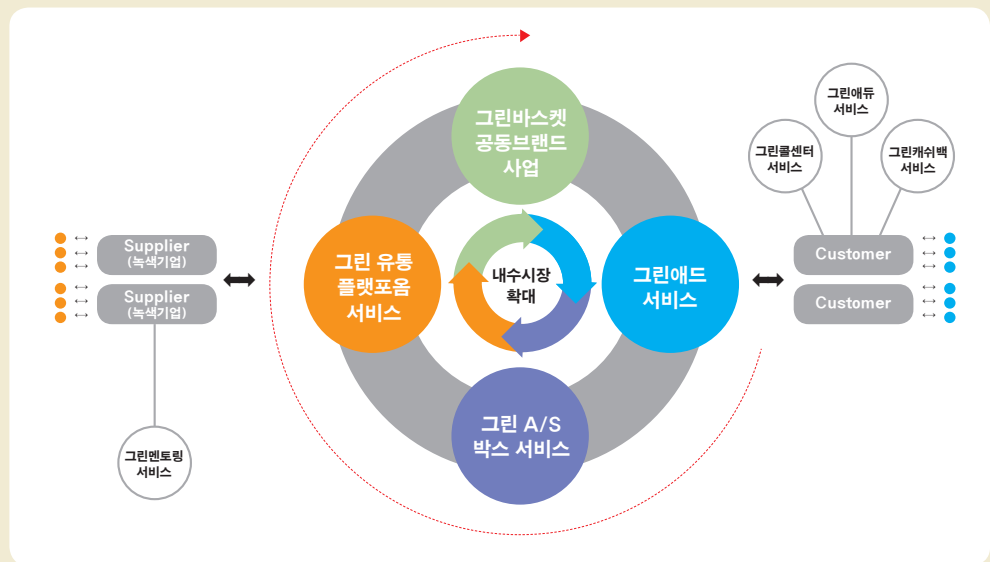 그린바스켓
공동브랜드
사업
그린 유통
플랫포옴
서비스
내수시장
확대
그린애드
서비스
그린 A/S
박스 서비스
Supplier
(녹색기업)
Supplier
(녹색기업)
그린멘토링
서비스
그린콜센터
서비스
그린애듀
서비스
그린캐쉬백
서비스
Customer
Customer